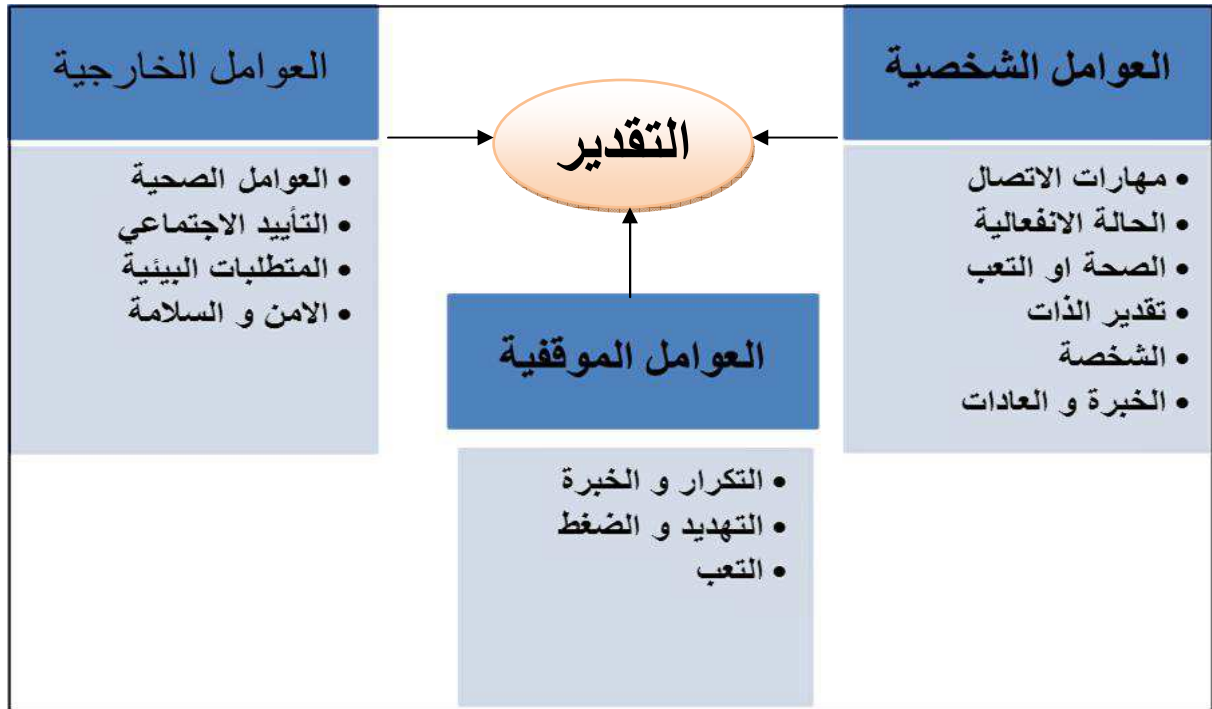 العوامل الشخصية
• مهارات الاتصال
• الحالة الانفعالية
• الصحة او التعب
• تقدير الذات
• الشخصة
• الخبرة و العادات
التقدير
العوامل الخارجية
• العوامل الصحية
• التأييد الاجتماعي
• المتطلبات البيئية
• الامن و السلامة
العوامل الموقفية
• التكرار و الخبرة
• التهديد و الضغط
• التعب